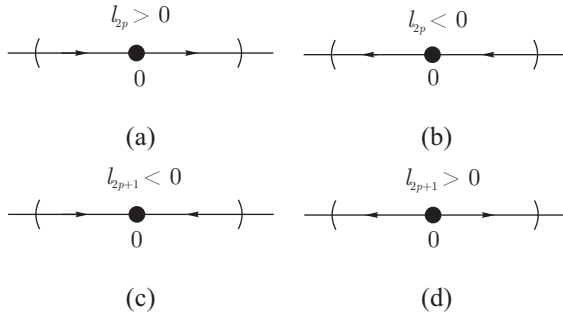 l_{2p} > 0
l_{2p} < 0
0
0
(a)
(b)
l_{2p+1} < 0
l_{2p+1} > 0
0
0
(c)
(d)